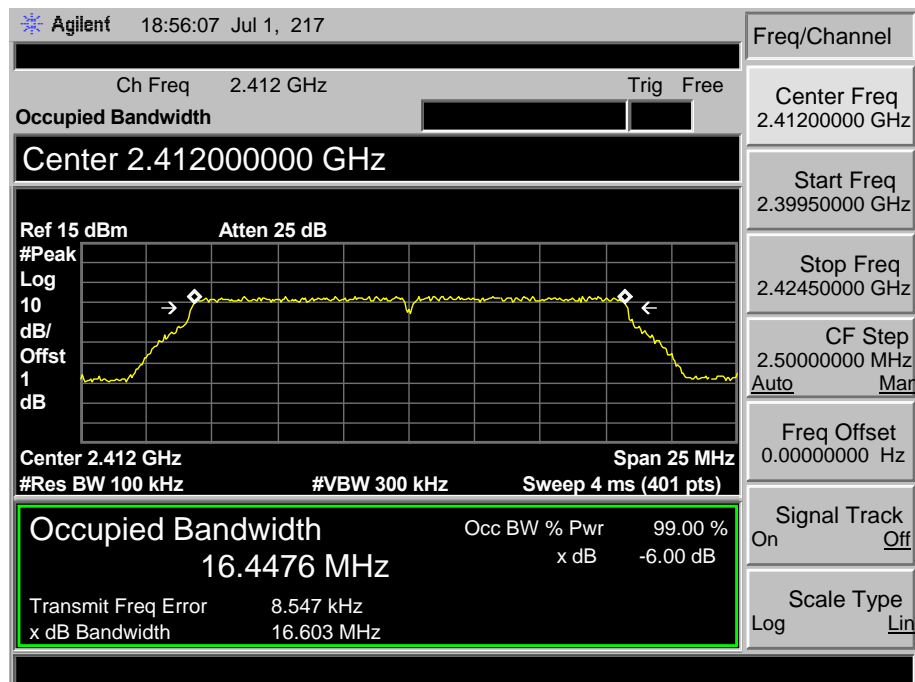 Agilent 18:56:07 Jul 1, 217
Ch Freq 2.412 GHz Trig Free
Occupied Bandwidth
Center 2.412000000 GHz
Ref 15 dBm Atten 25 dB
#Peak
Log
10
dB/
Offst
1
dB
Center 2.412 GHz Span 25 MHz
#Res BW 100 kHz #VBW 300 kHz Sweep 4 ms (401 pts)
Occupied Bandwidth Occ BW % Pwr 99.00 %
16.4476 MHz x dB -6.00 dB
Transmit Freq Error 8.547 kHz
x dB Bandwidth 16.603 MHz
Freq/Channel
Center Freq
2.41200000 GHz
Start Freq
2.39950000 GHz
Stop Freq
2.42450000 GHz
CF Step
2.50000000 MHz
Auto Mar
Freq Offset
0.00000000 Hz
Signal Track
On Off
Scale Type
Log Lin